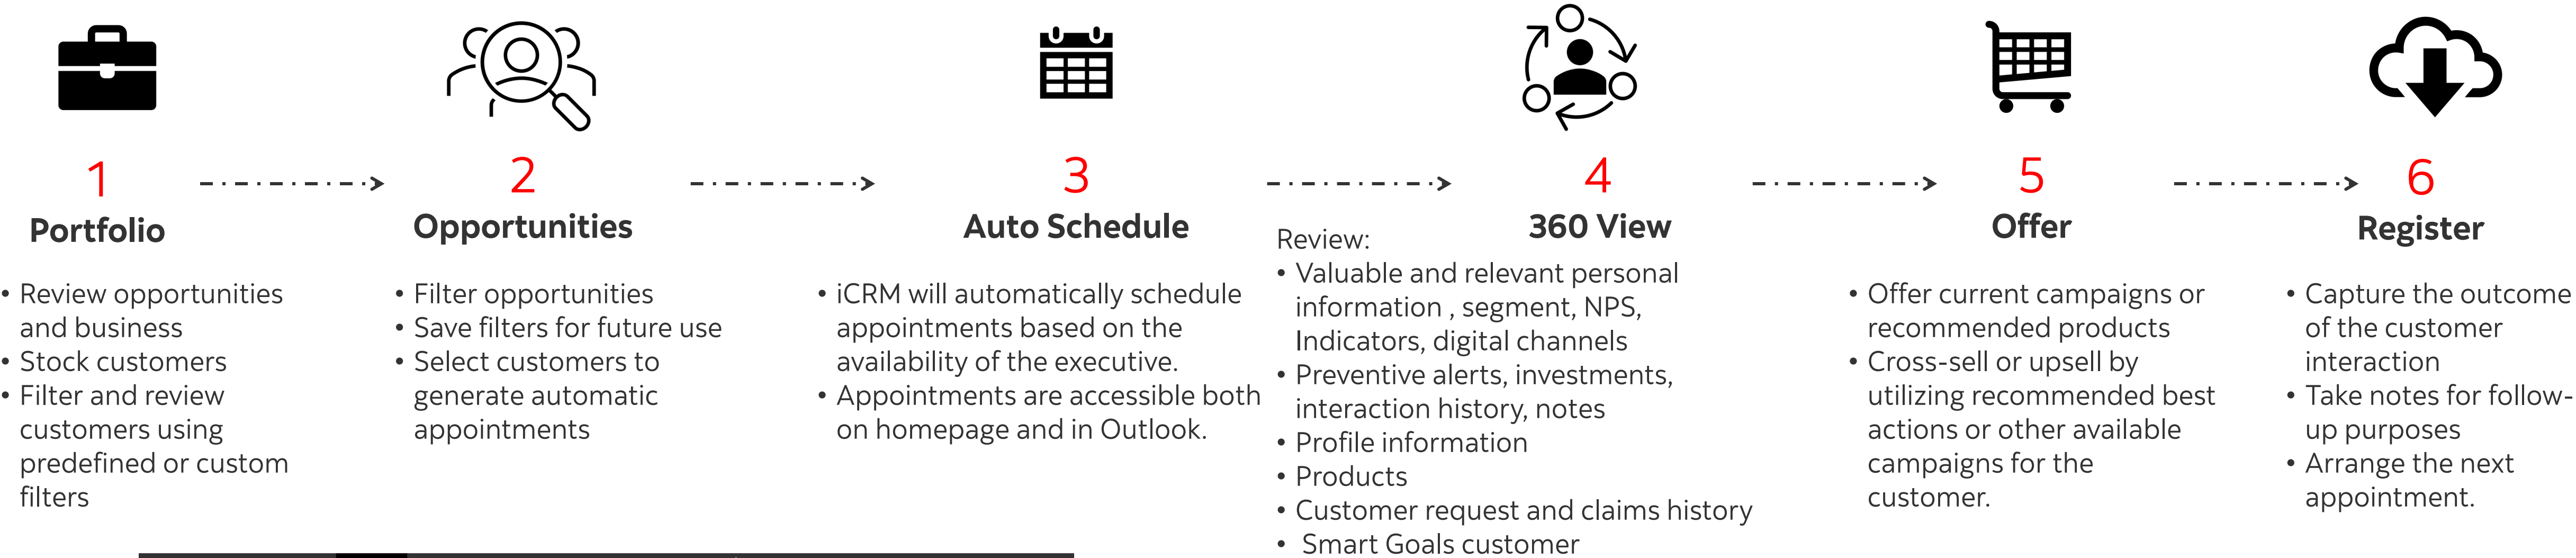 1
Portfolio
• Review opportunities
and business
• Stock customers
• Filter and review
customers using
predefined or custom
filters
2
Opportunities
• Filter opportunities
• Save filters for future use
• Select customers to
generate automatic
appointments
3
Auto Schedule
• iCRM will automatically schedule
appointments based on the
availability of the executive.
• Appointments are accessible both
on homepage and in Outlook.
4
360 View
Review:
• Valuable and relevant personal
information , segment, NPS,
Indicators, digital channels
• Preventive alerts, investments,
interaction history, notes
• Profile information
• Products
• Customer request and claims history
• Smart Goals customer
5
Offer
• Offer current campaigns or
recommended products
• Cross-sell or upsell by
utilizing recommended best
actions or other available
campaigns for the
customer.
6
Register
• Capture the outcome
of the customer
interaction
• Take notes for follow-
up purposes
• Arrange the next
appointment.